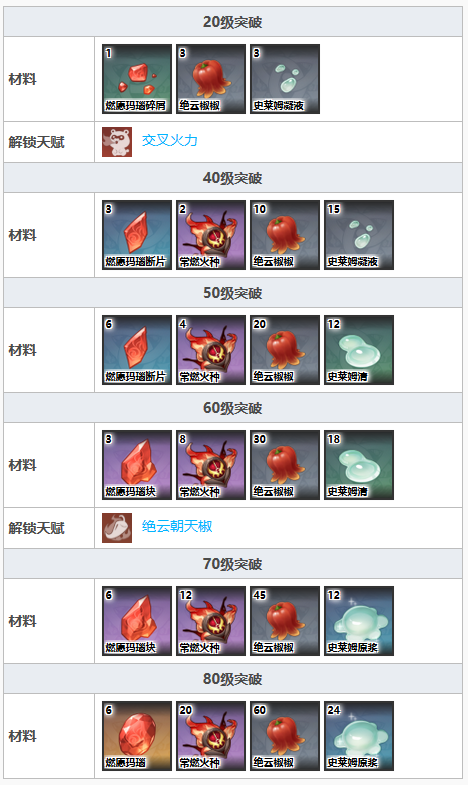 20级突破
材料
1
燃愿玛瑙碎屑
3
绝云椒椒
3
史莱姆凝液
解锁天赋
交叉火力
40级突破
材料
3
燃愿玛瑙断片
2
常燃火种
10
绝云椒椒
15
史莱姆凝液
50级突破
材料
6
燃愿玛瑙断片
4
常燃火种
20
绝云椒椒
12
史莱姆清
60级突破
材料
3
燃愿玛瑙块
8
常燃火种
30
绝云椒椒
18
史莱姆清
解锁天赋
绝云朝天椒
70级突破
材料
6
燃愿玛瑙块
12
常燃火种
45
绝云椒椒
12
史莱姆原浆
80级突破
材料
6
燃愿玛瑙
20
常燃火种
60
绝云椒椒
24
史莱姆原浆